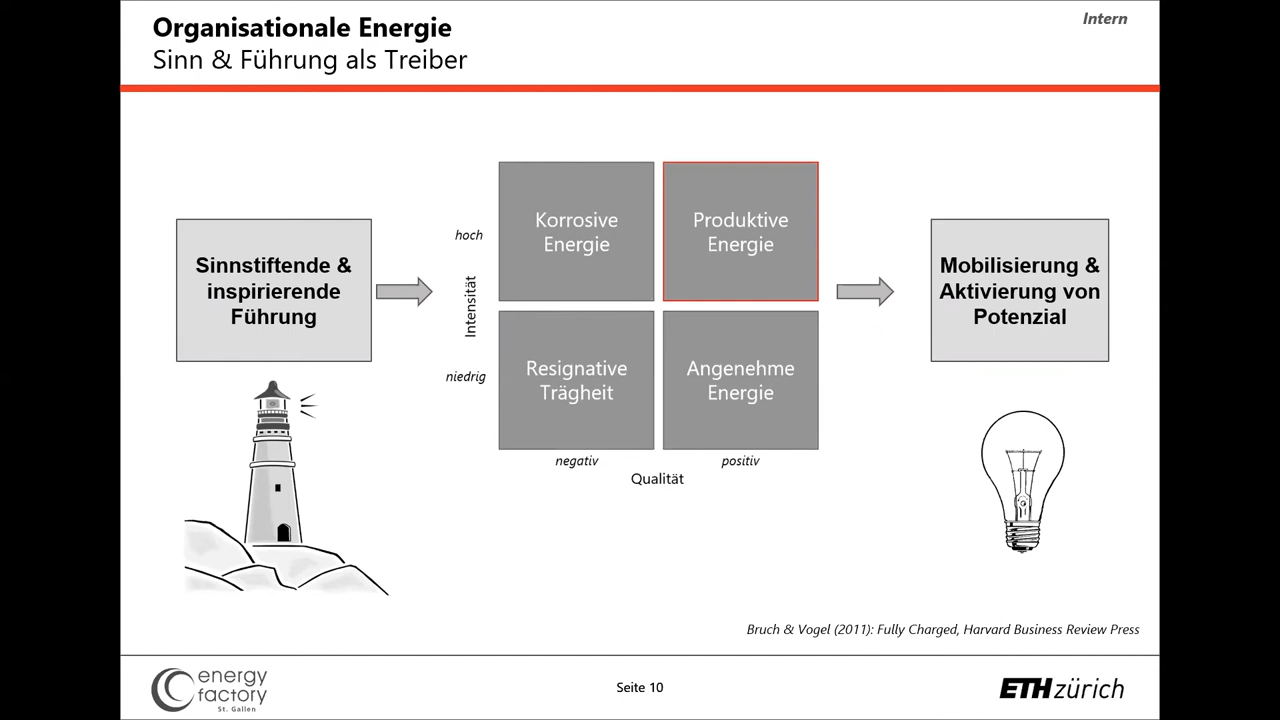 Organisationale Energie
Intern
Sinn & Führung als Treiber
Sinnstiftende &
inspirierende
Führung
hoch
Intensität
niedrig
Korrosive
Energie
Produktive
Energie
Resignative
Trägheit
Angenehme
Energie
negativ
positiv
Qualität
Mobilisierung &
Aktivierung von
Potenzial
Bruch & Vogel (2011): Fully Charged, Harvard Business Review Press
energy
factory
St. Gallen
Seite 10
ETH zürich